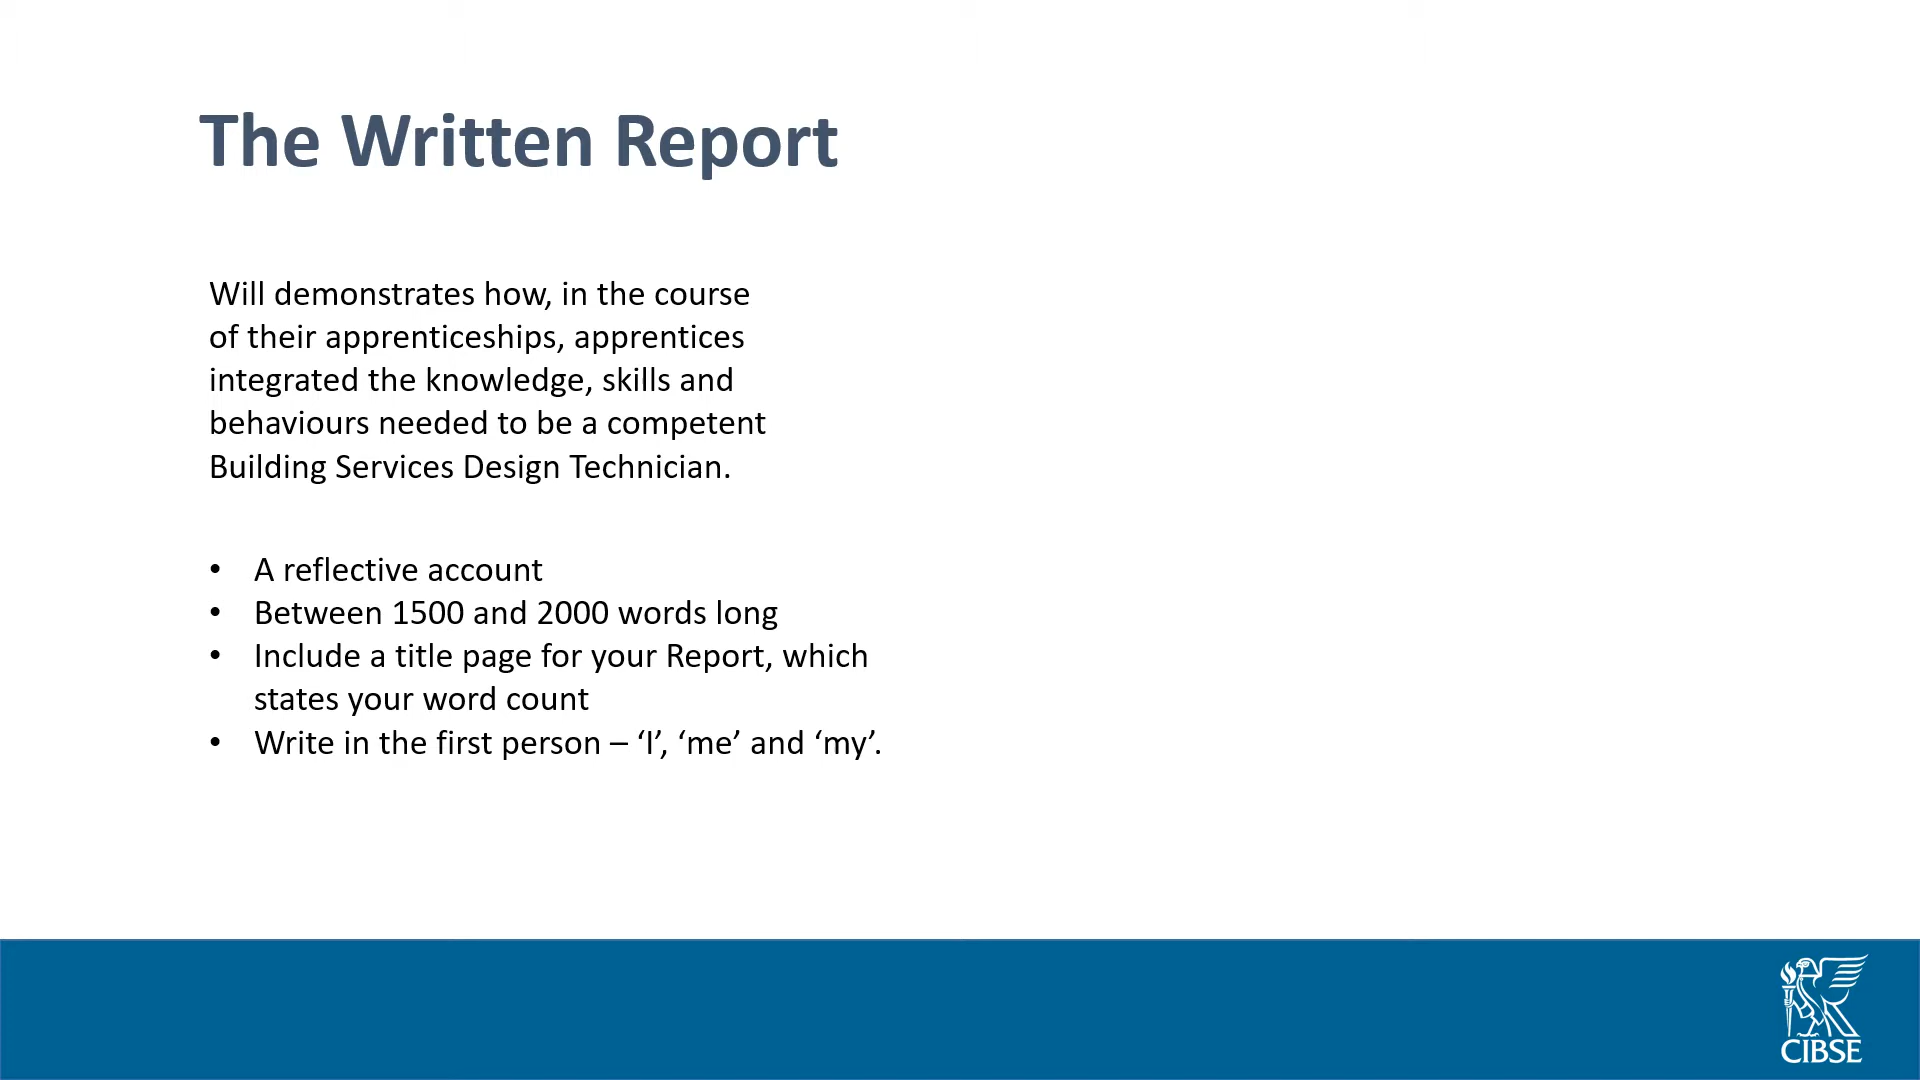 The Written Report
Will demonstrates how, in the course
of their apprenticeships, apprentices
integrated the knowledge, skills and
behaviours needed to be a competent
Building Services Design Technician.
• A reflective account
• Between 1500 and 2000 words long
• Include a title page for your Report, which
states your word count
• Write in the first person – ‘I’, ‘me’ and ‘my’.
CIBSE